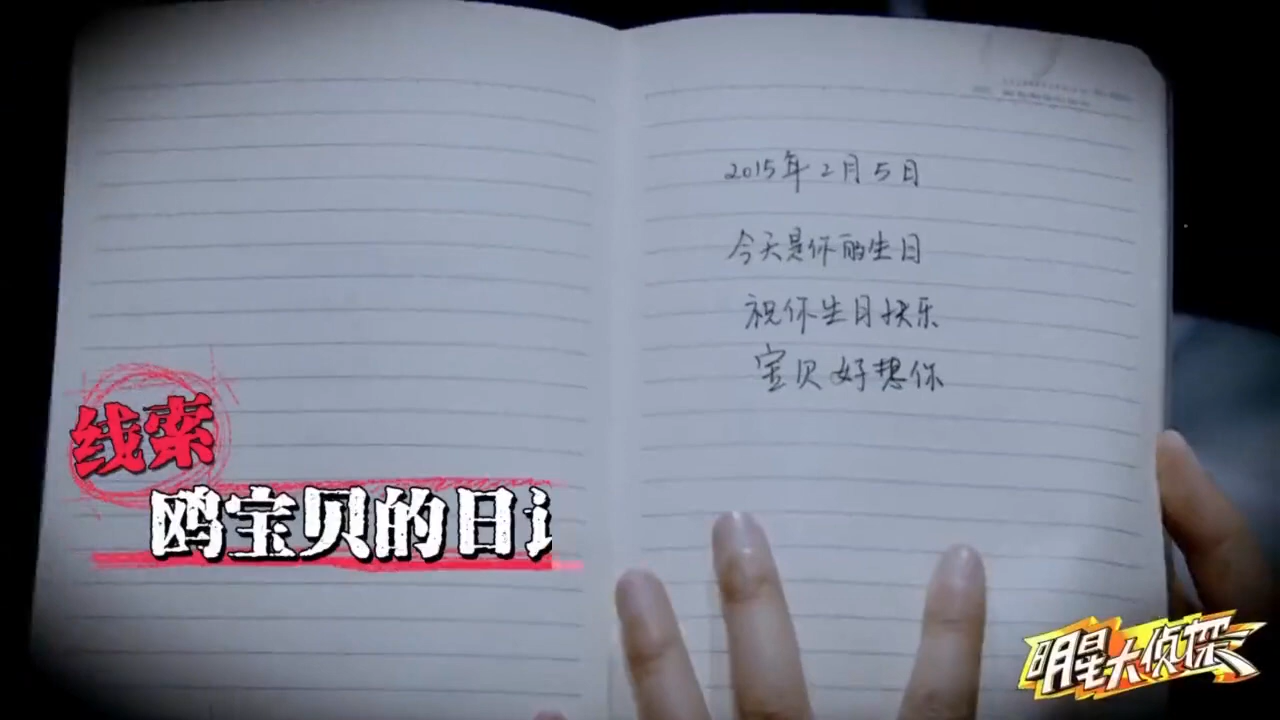 2015年2月5日
今天是你的生日
祝你生日快乐
宝贝好想你
线索
鸥宝贝的日
明星大侦探